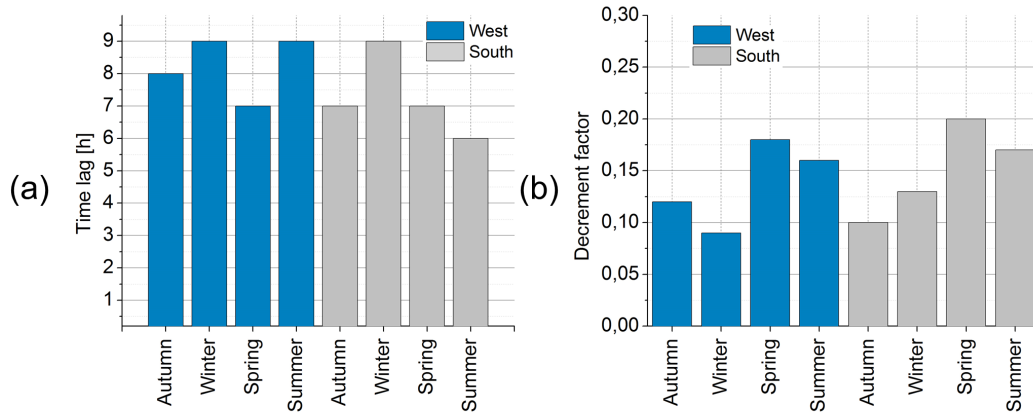 (a)
Time lag [h]
9
8
7
6
5
4
3
2
1
West
South
Autumn
Winter
Spring
Summer
Autumn
Winter
Spring
Summer
(b)
Decrement factor
0,30
0,25
0,20
0,15
0,10
0,05
0,00
West
South
Autumn
Winter
Spring
Summer
Autumn
Winter
Spring
Summer